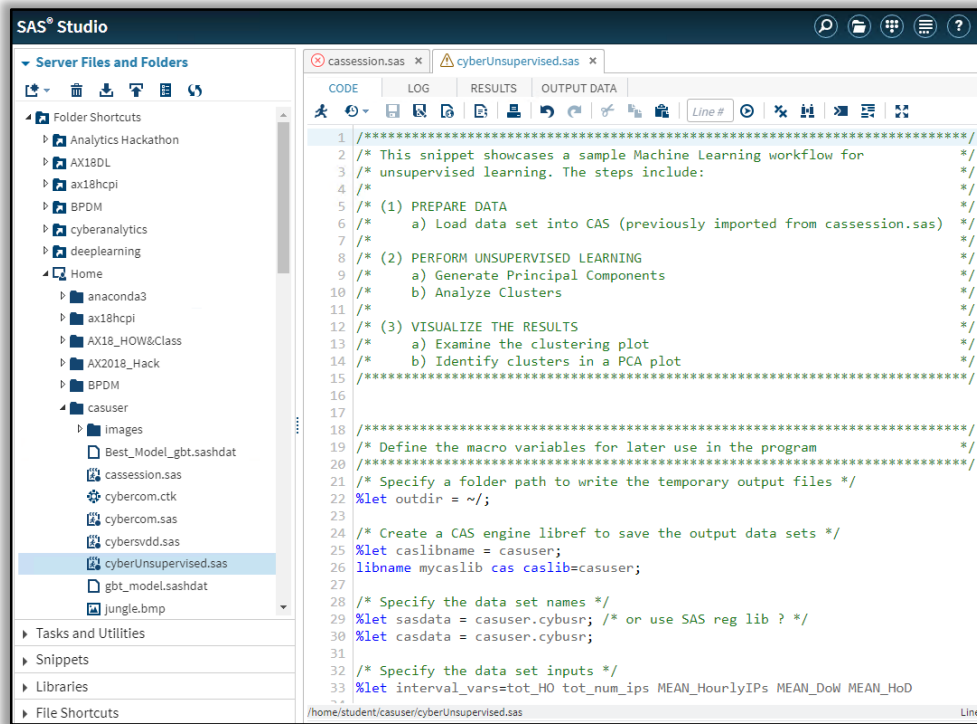 SAS® Studio
Server Files and Folders
Folder Shortcuts
Analytics Hackathon
AX18DL
ax18hcpi
BPDM
cyberanalytics
deeplearning
Home
anaconda3
ax18hcpi
AX18_HOW&Class
AX2018_Hack
BPDM
casuser
images
Best_Model_gbt.sashdat
cassession.sas
cybercom.ctk
cybercom.sas
cybersvdd.sas
cyberUnsupervised.sas
gbt_model.sashdat
jungle.bmp
Tasks and Utilities
Snippets
Libraries
File Shortcuts
cassession.sas × cyberUnsupervised.sas ×
CODE LOG RESULTS OUTPUT DATA
Line #
1 /******************************************************************************/
2 /* This snippet showcases a sample Machine Learning workflow for */
3 /* unsupervised learning. The steps include: */
4 /* */
5 /* (1) PREPARE DATA */
6 /* a) Load data set into CAS (previously imported from cassession.sas) */
7 /* */
8 /* (2) PERFORM UNSUPERVISED LEARNING */
9 /* a) Generate Principal Components */
10 /* b) Analyze Clusters */
11 /* */
12 /* (3) VISUALIZE THE RESULTS */
13 /* a) Examine the clustering plot */
14 /* b) Identify clusters in a PCA plot */
15 /******************************************************************************/
16
17
18 /******************************************************************************/
19 /* Define the macro variables for later use in the program */
20 /******************************************************************************/
21 /* Specify a folder path to write the temporary output files */
22 %let outdir = ~/;
23
24 /* Create a CAS engine libref to save the output data sets */
25 %let caslibname = casuser;
26 libname mycaslib cas caslib=casuser;
27
28 /* Specify the data set names */
29 %let sasdata = casuser.cybusr; /* or use SAS reg lib ? */
30 %let casdata = casuser.cybusr;
31
32 /* Specify the data set inputs */
33 %let interval_vars=tot_HO tot_num_ips MEAN_HourlyIPs MEAN_DoW MEAN_HoD
/home/student/casuser/cyberUnsupervised.sas Line